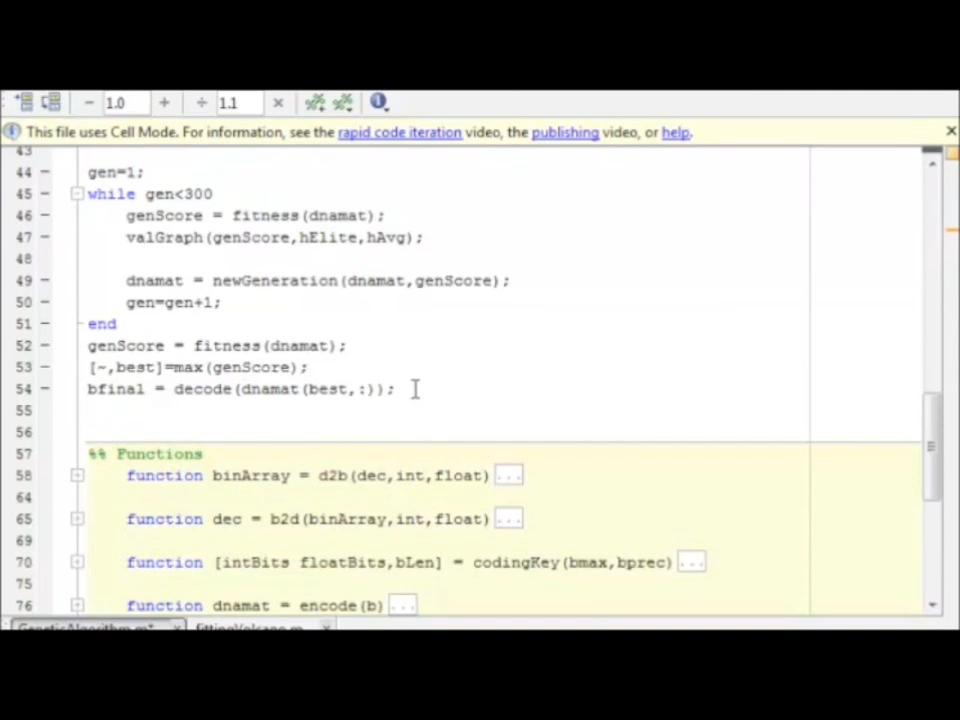 1.0 1.1
This file uses Cell Mode. For information, see the rapid code iteration video, the publishing video, or help.
43
44 gen=1;
45 while gen<300
46 genScore = fitness(dnamat);
47 valGraph(genScore,hElite,hAvg);
48
49 dnamat = newGeneration(dnamat,genScore);
50 gen=gen+1;
51 end
52 genScore = fitness(dnamat);
53 [~,best]=max(genScore);
54 bfinal = decode(dnamat(best,:));
55
56
57 %% Functions
58 function binArray = d2b(dec,int,float) ...
64
65 function dec = b2d(binArray,int,float) ...
69
70 function [intBits floatBits,bLen] = codingKey(bmax,bprec) ...
75
76 function dnamat = encode(b) ...
GeneticAlgorithm.m* fittingVolcano.m